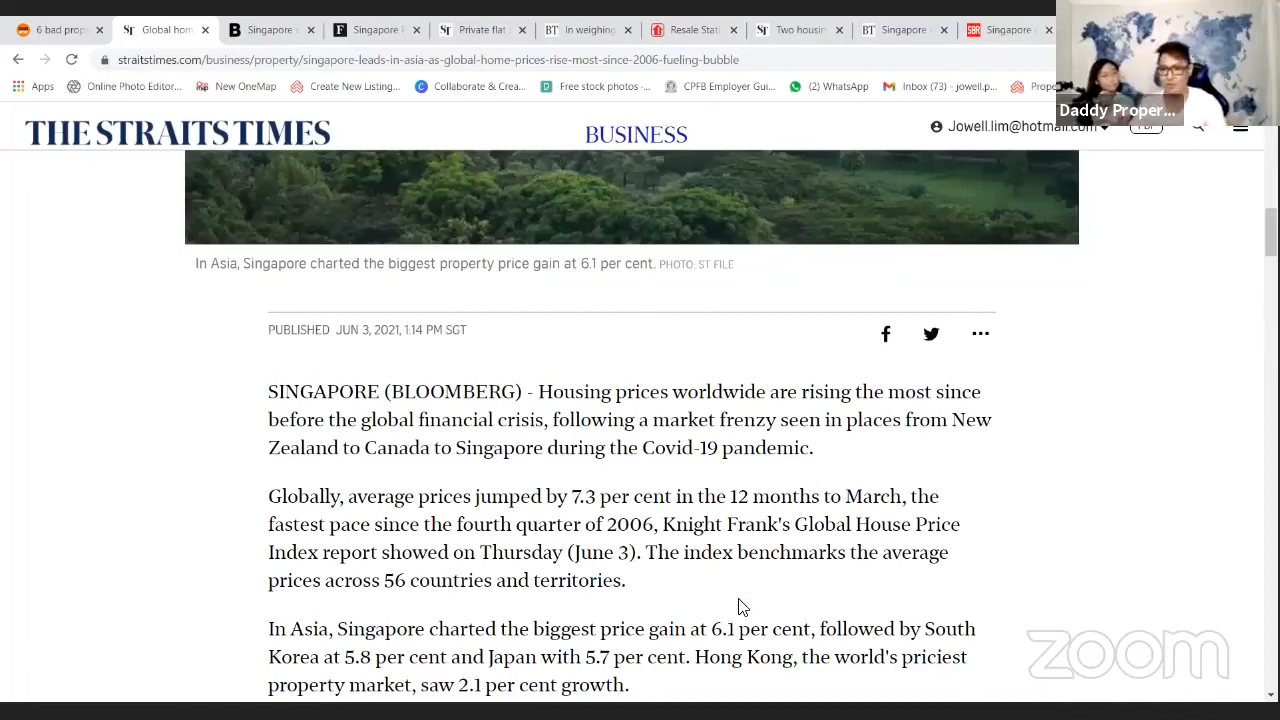 6 bad prop
Global hom
Singapore's
Singapore P
Private flat s
In weighing
Resale Stati
Two housin
Singapore L
Singapore A
straitstimes.com/business/property/singapore-leads-in-asia-as-global-home-prices-rise-most-since-2006-fueling-bubble
Apps
Online Photo Editor...
New OneMap
Create New Listing...
Collaborate & Crea...
Free stock photos ·...
CPFB Employer Gui...
(2) WhatsApp
Inbox (73) - jowell.p...
Daddy Proper...
THE STRAITS TIMES
BUSINESS
Jowell.lim@hotmail.com
In Asia, Singapore charted the biggest property price gain at 6.1 per cent. PHOTO: ST FILE
PUBLISHED JUN 3, 2021, 1:14 PM SGT
SINGAPORE (BLOOMBERG) - Housing prices worldwide are rising the most since
before the global financial crisis, following a market frenzy seen in places from New
Zealand to Canada to Singapore during the Covid-19 pandemic.
Globally, average prices jumped by 7.3 per cent in the 12 months to March, the
fastest pace since the fourth quarter of 2006, Knight Frank's Global House Price
Index report showed on Thursday (June 3). The index benchmarks the average
prices across 56 countries and territories.
In Asia, Singapore charted the biggest price gain at 6.1 per cent, followed by South
Korea at 5.8 per cent and Japan with 5.7 per cent. Hong Kong, the world's priciest
property market, saw 2.1 per cent growth.
zoom